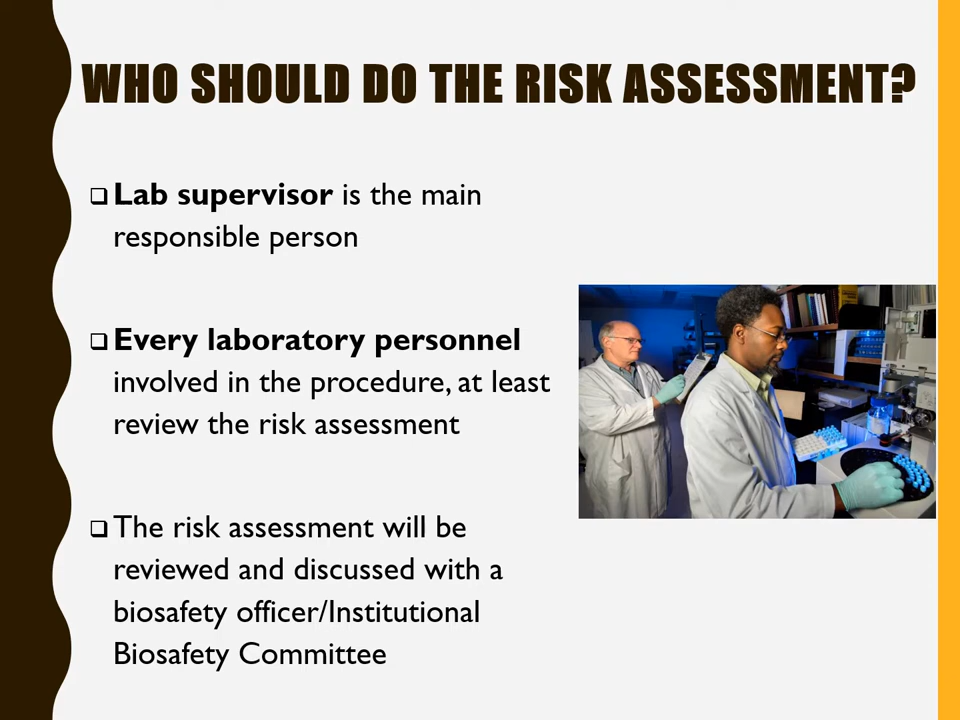 WHO SHOULD DO THE RISK ASSESSMENT?
Lab supervisor is the main
responsible person
Every laboratory personnel
involved in the procedure, at least
review the risk assessment
The risk assessment will be
reviewed and discussed with a
biosafety officer/Institutional
Biosafety Committee